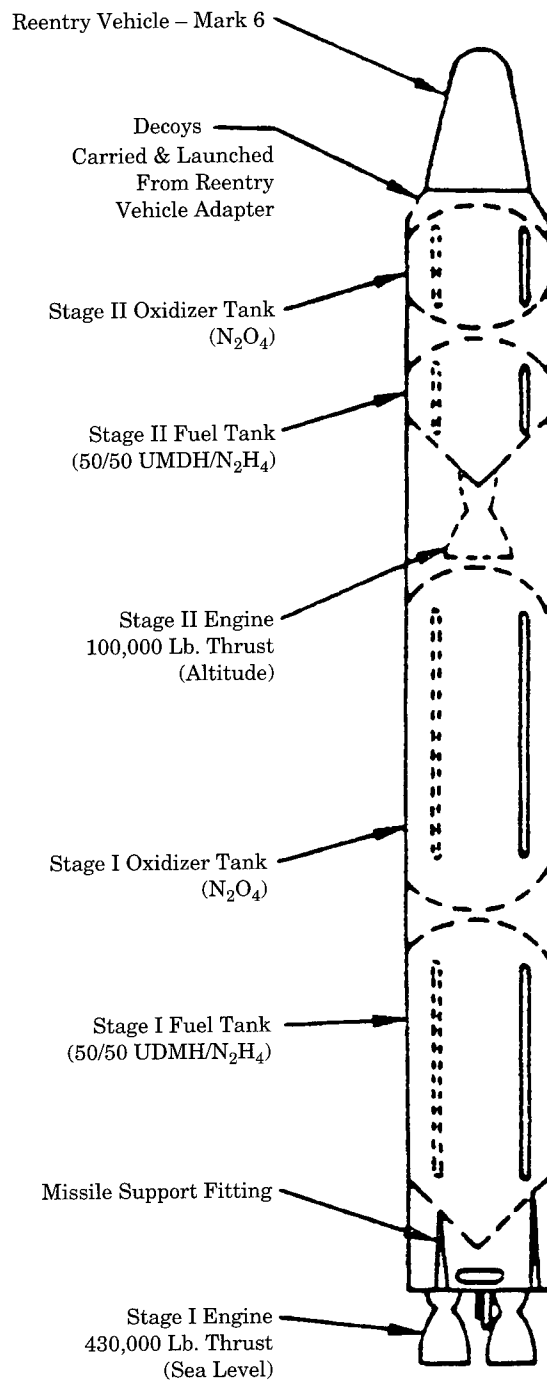 Reentry Vehicle – Mark 6
Decoys
Carried & Launched
From Reentry
Vehicle Adapter
Stage II Oxidizer Tank
(N₂O₄)
Stage II Fuel Tank
(50/50 UMDH/N₂H₄)
Stage II Engine
100,000 Lb. Thrust
(Altitude)
Stage I Oxidizer Tank
(N₂O₄)
Stage I Fuel Tank
(50/50 UDMH/N₂H₄)
Missile Support Fitting
Stage I Engine
430,000 Lb. Thrust
(Sea Level)